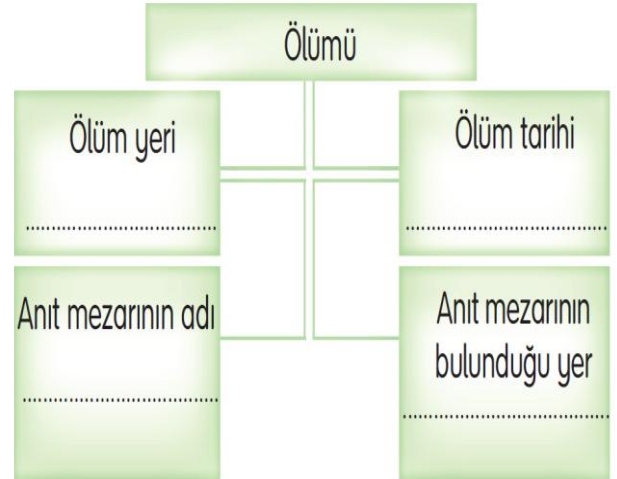 Ölümü
Ölüm yeri
.....................................
Ölüm tarihi
.......................................
Anıt mezarının adı
......................................
Anıt mezarının
bulunduğu yer
........................................